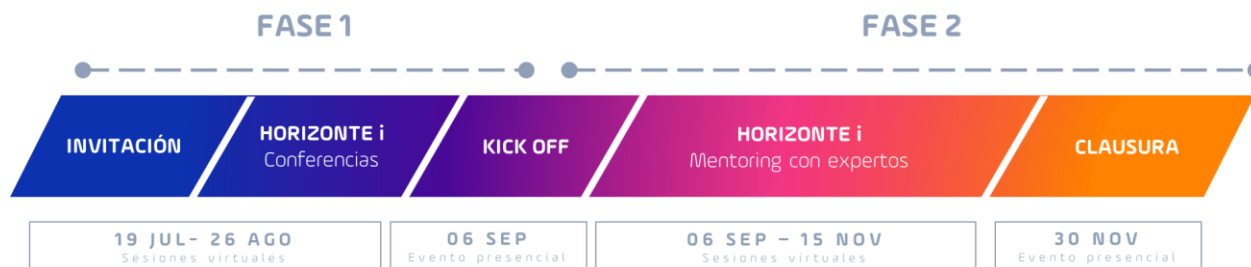 FASE 1
FASE 2
INVITACIÓN
HORIZONTE i
Conferencias
KICK OFF
HORIZONTE i
Mentoring con expertos
CLAUSURA
19 JUL- 26 AGO
Sesiones virtuales
06 SEP
Evento presencial
06 SEP – 15 NOV
Sesiones virtuales
30 NOV
Evento presencial